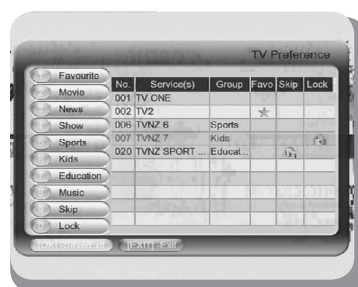 TV Preference
Favourite
Movie
News
Show
Sports
Kids
Education
Music
Skip
Lock
No. Service(s) Group Favo Skip Lock
001 TV ONE
002 TV2
006 TVNZ 6 Sports
007 TVNZ 7 Kids
020 TVNZ SPORT ... Educat...
[EXIT] Exit